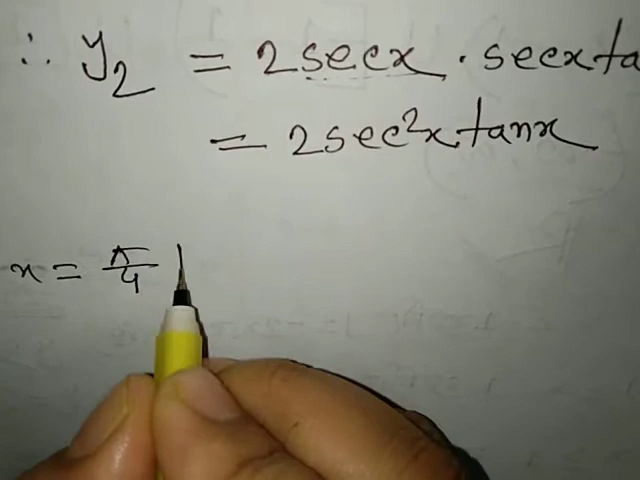 ∴ y₂ = 2secx · secxta
= 2sec²x tanx
x = π/4